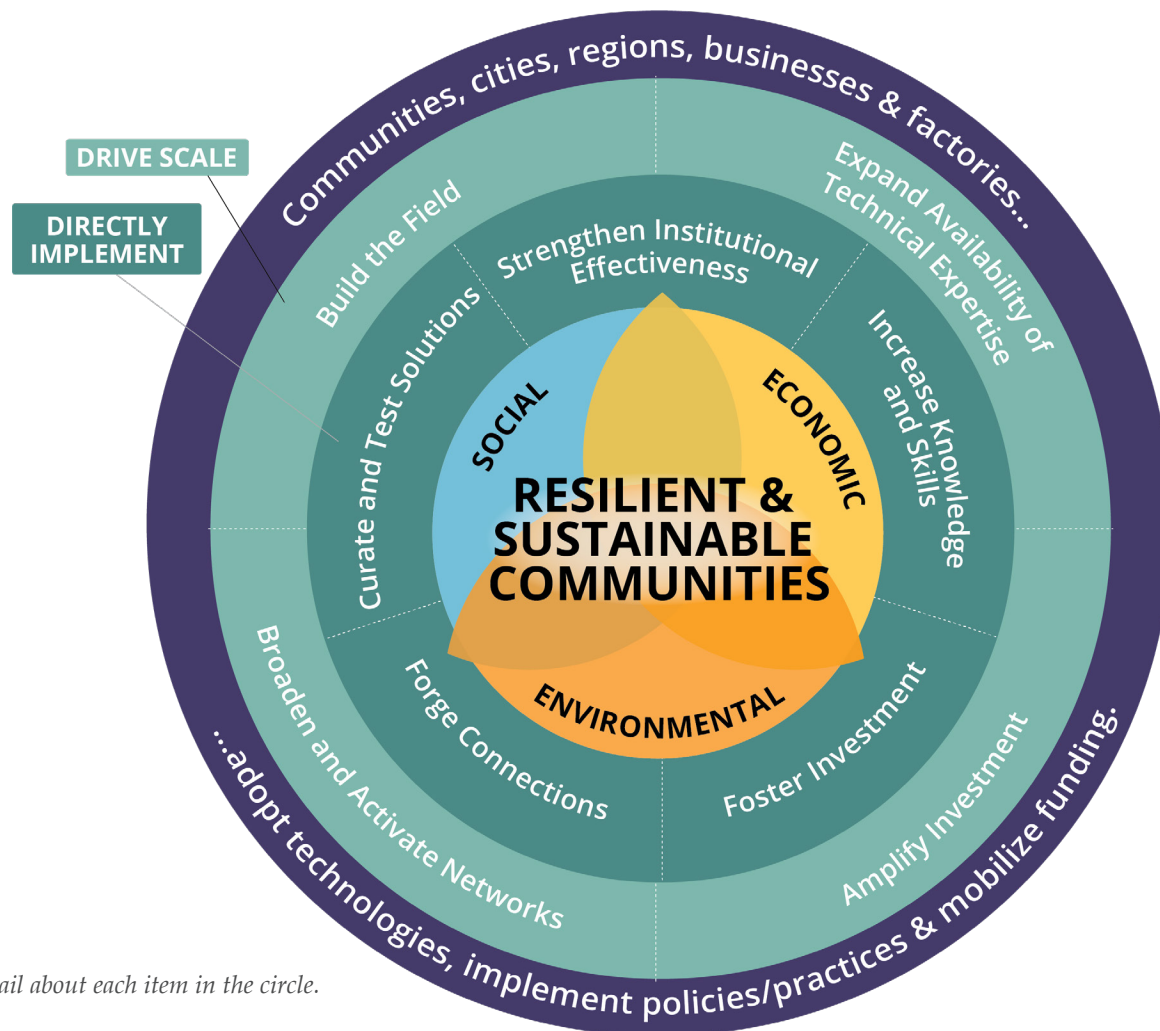 Communities, cities, regions, businesses & factories...
DRIVE SCALE
DIRECTLY
IMPLEMENT
Build the Field
Expand Availability of
Technical Expertise
Strengthen Institutional
Effectiveness
Curate and Test Solutions
Increase Knowledge
and Skills
SOCIAL
ECONOMIC
RESILIENT &
SUSTAINABLE
COMMUNITIES
ENVIRONMENTAL
Forge Connections
Foster Investment
Broaden and Activate Networks
Amplify Investment
...adopt technologies, implement policies/practices & mobilize funding.
about each item in the circle.